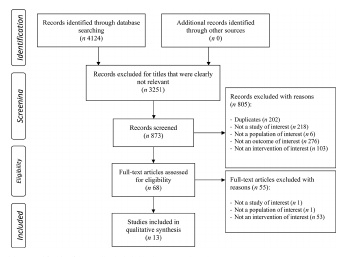 Identification
Records identified through database
searching
(n 4124)
Additional records identified
through other sources
(n 0)
Records excluded for titles that were clearly
not relevant
(n 3251)
Screening
Records screened
(n 873)
Records excluded with reasons
(n 805):
- Duplicates (n 202)
- Not a study of interest (n 218)
- Not a population of interest (n 6)
- Not an outcome of interest (n 276)
- Not an intervention of interest (n 103)
Eligibility
Full-text articles assessed
for eligibility
(n 68)
Full-text articles excluded with
reasons (n 55):
- Not a study of interest (n 1)
- Not a population of interest (n 1)
- Not an intervention of interest (n 53)
Included
Studies included in
qualitative synthesis
(n 13)